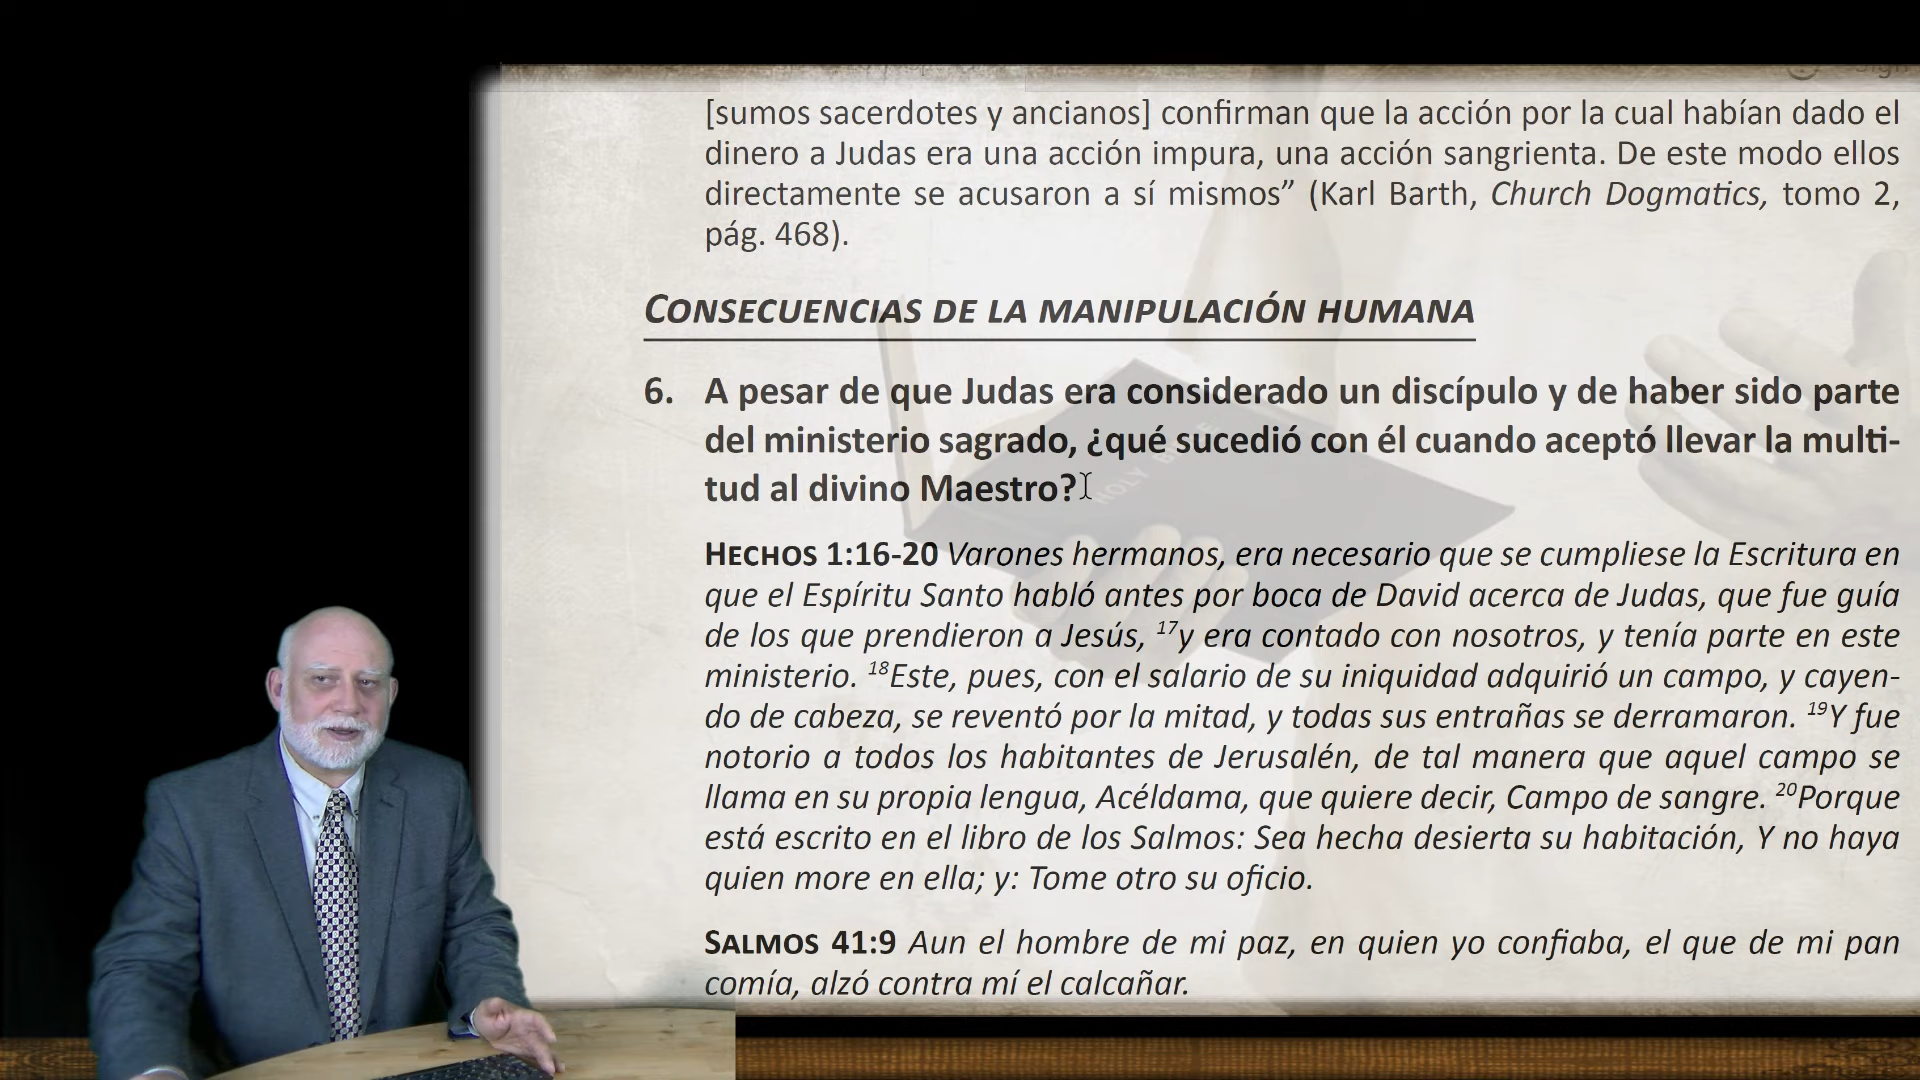 [sumos sacerdotes y ancianos] confirman que la acción por la cual habían dado el
dinero a Judas era una acción impura, una acción sangrienta. De este modo ellos
directamente se acusaron a sí mismos” (Karl Barth, Church Dogmatics, tomo 2,
pág. 468).
CONSECUENCIAS DE LA MANIPULACIÓN HUMANA
6. A pesar de que Judas era considerado un discípulo y de haber sido parte
del ministerio sagrado, ¿qué sucedió con él cuando aceptó llevar la multi-
tud al divino Maestro?
HOLY BIBLE
HECHOS 1:16-20 Varones hermanos, era necesario que se cumpliese la Escritura en
que el Espíritu Santo habló antes por boca de David acerca de Judas, que fue guía
de los que prendieron a Jesús, 17y era contado con nosotros, y tenía parte en este
ministerio. 18Este, pues, con el salario de su iniquidad adquirió un campo, y cayen-
do de cabeza, se reventó por la mitad, y todas sus entrañas se derramaron. 19Y fue
notorio a todos los habitantes de Jerusalén, de tal manera que aquel campo se
llama en su propia lengua, Acéldama, que quiere decir, Campo de sangre. 20Porque
está escrito en el libro de los Salmos: Sea hecha desierta su habitación, Y no haya
quien more en ella; y: Tome otro su oficio.
SALMOS 41:9 Aun el hombre de mi paz, en quien yo confiaba, el que de mi pan
comía, alzó contra mí el calcañar.